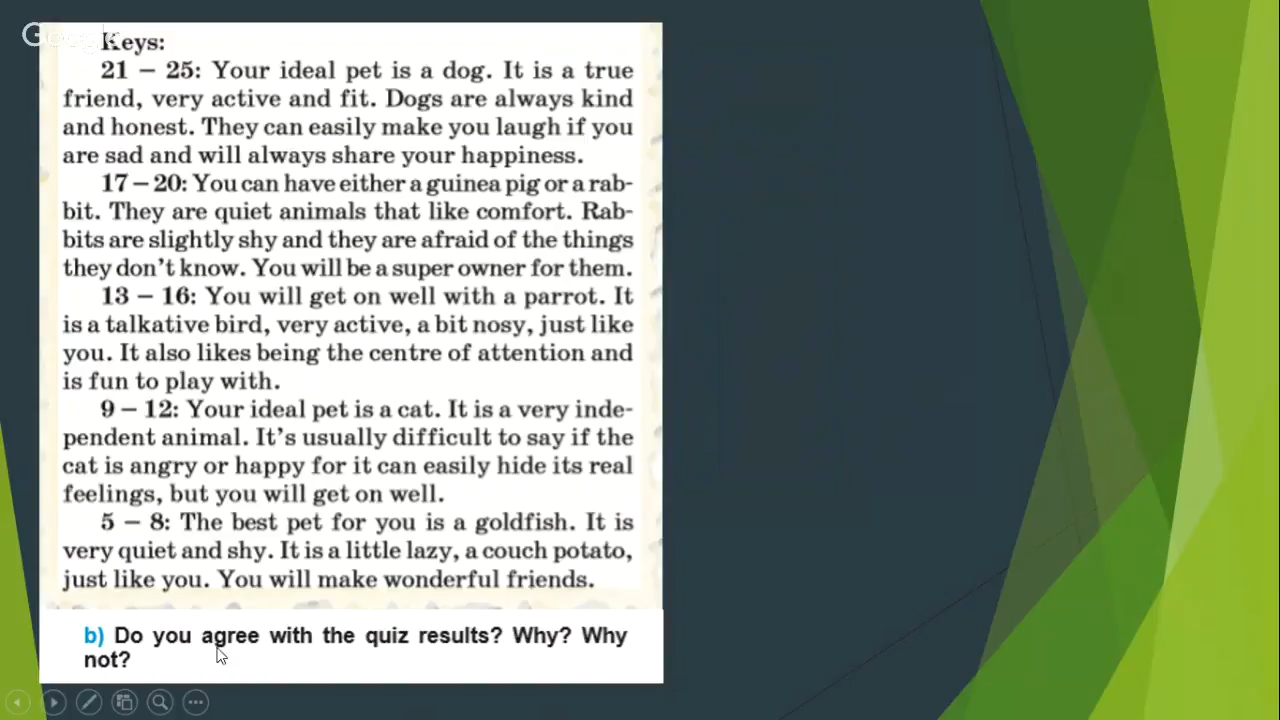 Google
Keys:
21 – 25: Your ideal pet is a dog. It is a true
friend, very active and fit. Dogs are always kind
and honest. They can easily make you laugh if you
are sad and will always share your happiness.
17 – 20: You can have either a guinea pig or a rab-
bit. They are quiet animals that like comfort. Rab-
bits are slightly shy and they are afraid of the things
they don't know. You will be a super owner for them.
13 – 16: You will get on well with a parrot. It
is a talkative bird, very active, a bit nosy, just like
you. It also likes being the centre of attention and
is fun to play with.
9 – 12: Your ideal pet is a cat. It is a very inde-
pendent animal. It's usually difficult to say if the
cat is angry or happy for it can easily hide its real
feelings, but you will get on well.
5 – 8: The best pet for you is a goldfish. It is
very quiet and shy. It is a little lazy, a couch potato,
just like you. You will make wonderful friends.
b) Do you agree with the quiz results? Why? Why
not?